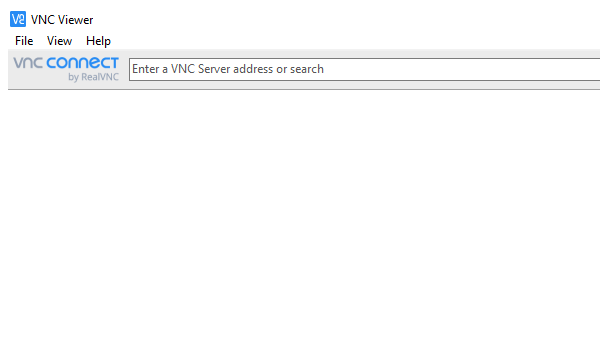 VNC Viewer
File View Help
vnc connect
by RealVNC
Enter a VNC Server address or search